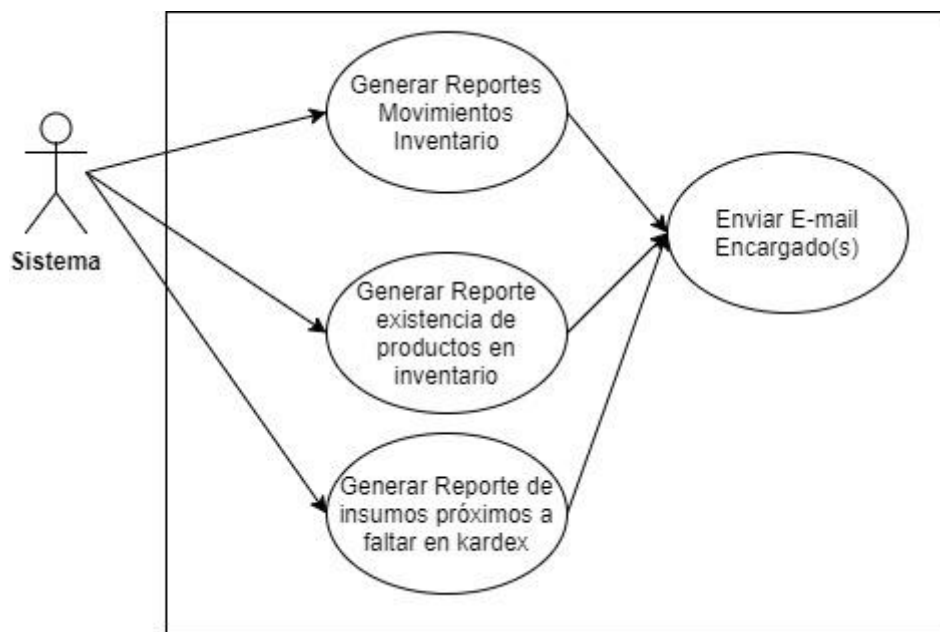 Generar Reportes
Movimientos
Inventario
Sistema
Enviar E-mail
Encargado(s)
Generar Reporte
existencia de
productos en
inventario
Generar Reporte de
insumos próximos a
faltar en kardex